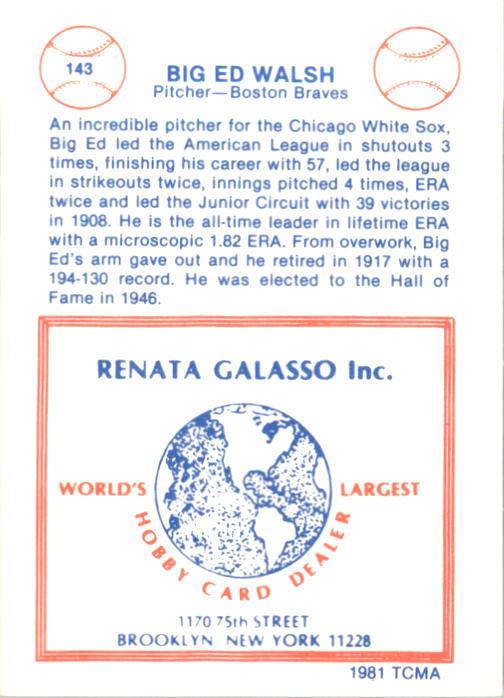 143
BIG ED WALSH
Pitcher—Boston Braves
An incredible pitcher for the Chicago White Sox,
Big Ed led the American League in shutouts 3
times, finishing his career with 57, led the league
in strikeouts twice, innings pitched 4 times, ERA
twice and led the Junior Circuit with 39 victories
in 1908. He is the all-time leader in lifetime ERA
with a microscopic 1.82 ERA. From overwork, Big
Ed's arm gave out and he retired in 1917 with a
194-130 record. He was elected to the Hall of
Fame in 1946.
RENATA GALASSO Inc.
WORLD'S LARGEST
HOBBY CARD DEALER
1170 75th STREET
BROOKLYN NEW YORK 11228
1981 TCMA